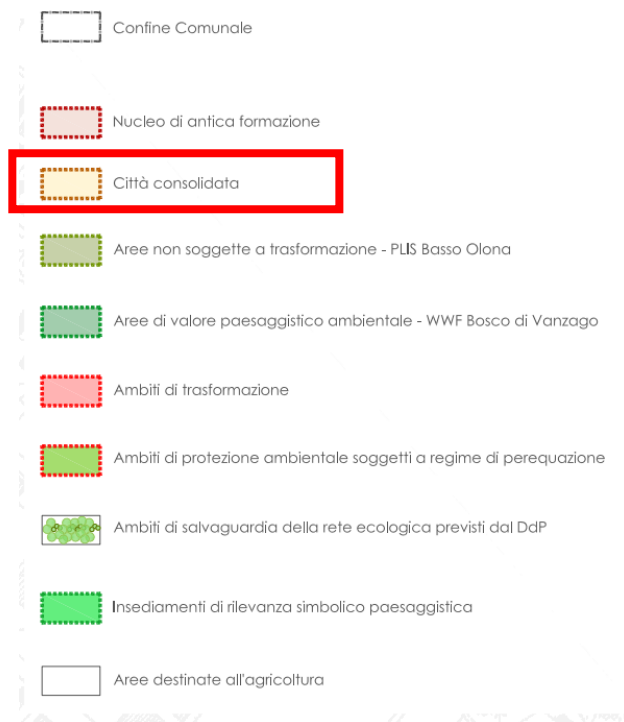 Confine Comunale
Nucleo di antica formazione
Città consolidata
Aree non soggette a trasformazione - PLIS Basso Olona
Aree di valore paesaggistico ambientale - WWF Bosco di Vanzago
Ambiti di trasformazione
Ambiti di protezione ambientale soggetti a regime di perequazione
Ambiti di salvaguardia della rete ecologica previsti dal DdP
Insediamenti di rilevanza simbolico paesaggistica
Aree destinate all'agricoltura